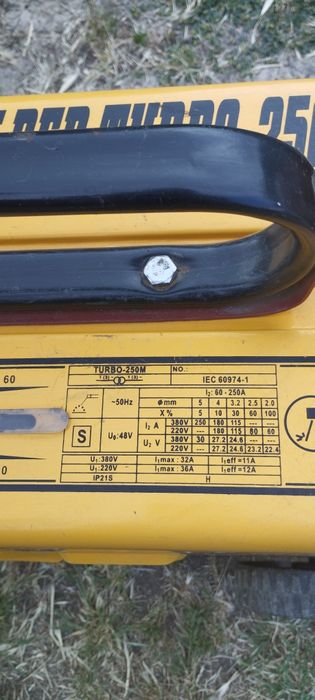 TURBO 250
TURBO-250M NO.: IEC 60974-1
60 I2: 60 - 250A
~50Hz ømm 5 4 3.2 2.5 2.0
X % 5 10 30 60 100
S U0:48V I2 A 380V 250 180 115 --- ---
220V --- 180 115 80 60
U2 V 380V 30 27.2 24.6 --- ---
220V --- 27.2 24.6 23.2 22.4
U1:380V I1max : 32A I1eff =11A
U1:220V I1max : 36A I1eff =12A
IP21S H